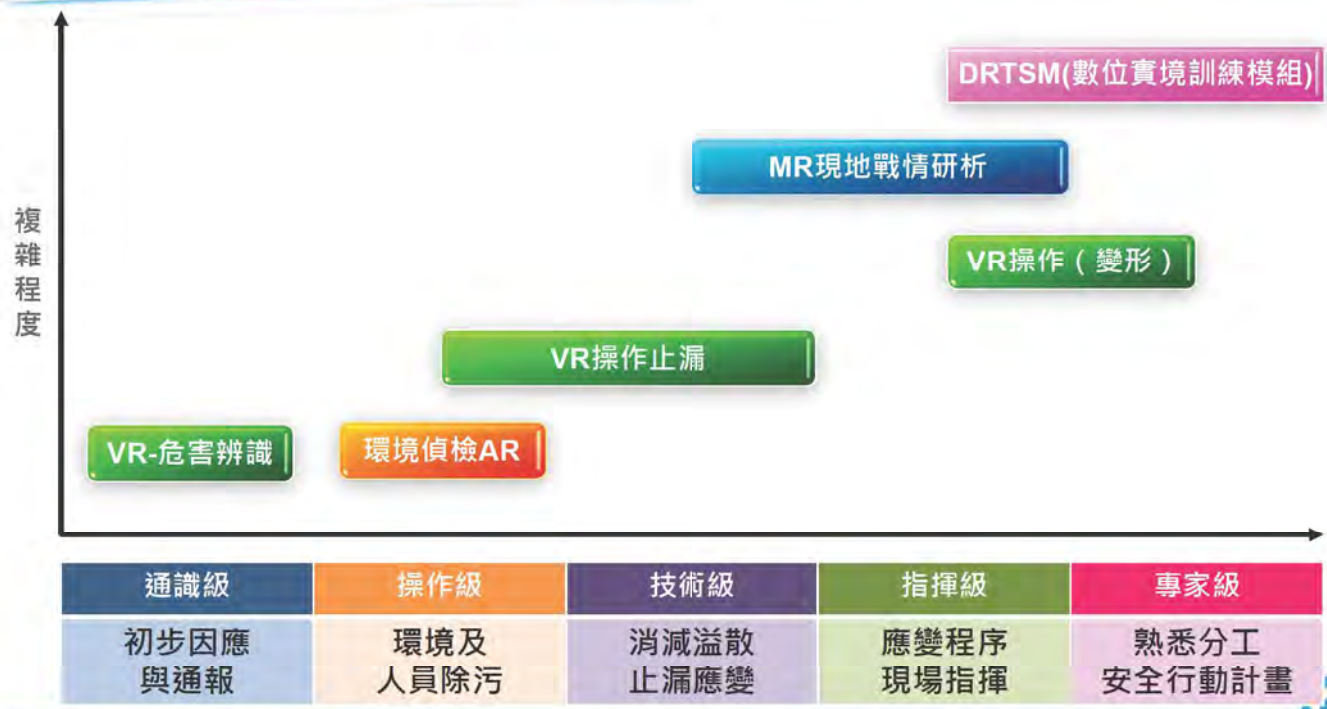 DRTSM(數位實境訓練模組)
MR現地戰情研析
VR操作（變形）
VR操作止漏
VR-危害辨識
環境偵檢AR
複雜程度
通識級
操作級
技術級
指揮級
專家級
初步因應
與通報
環境及
人員除污
消減溢散
止漏應變
應變程序
現場指揮
熟悉分工
安全行動計畫